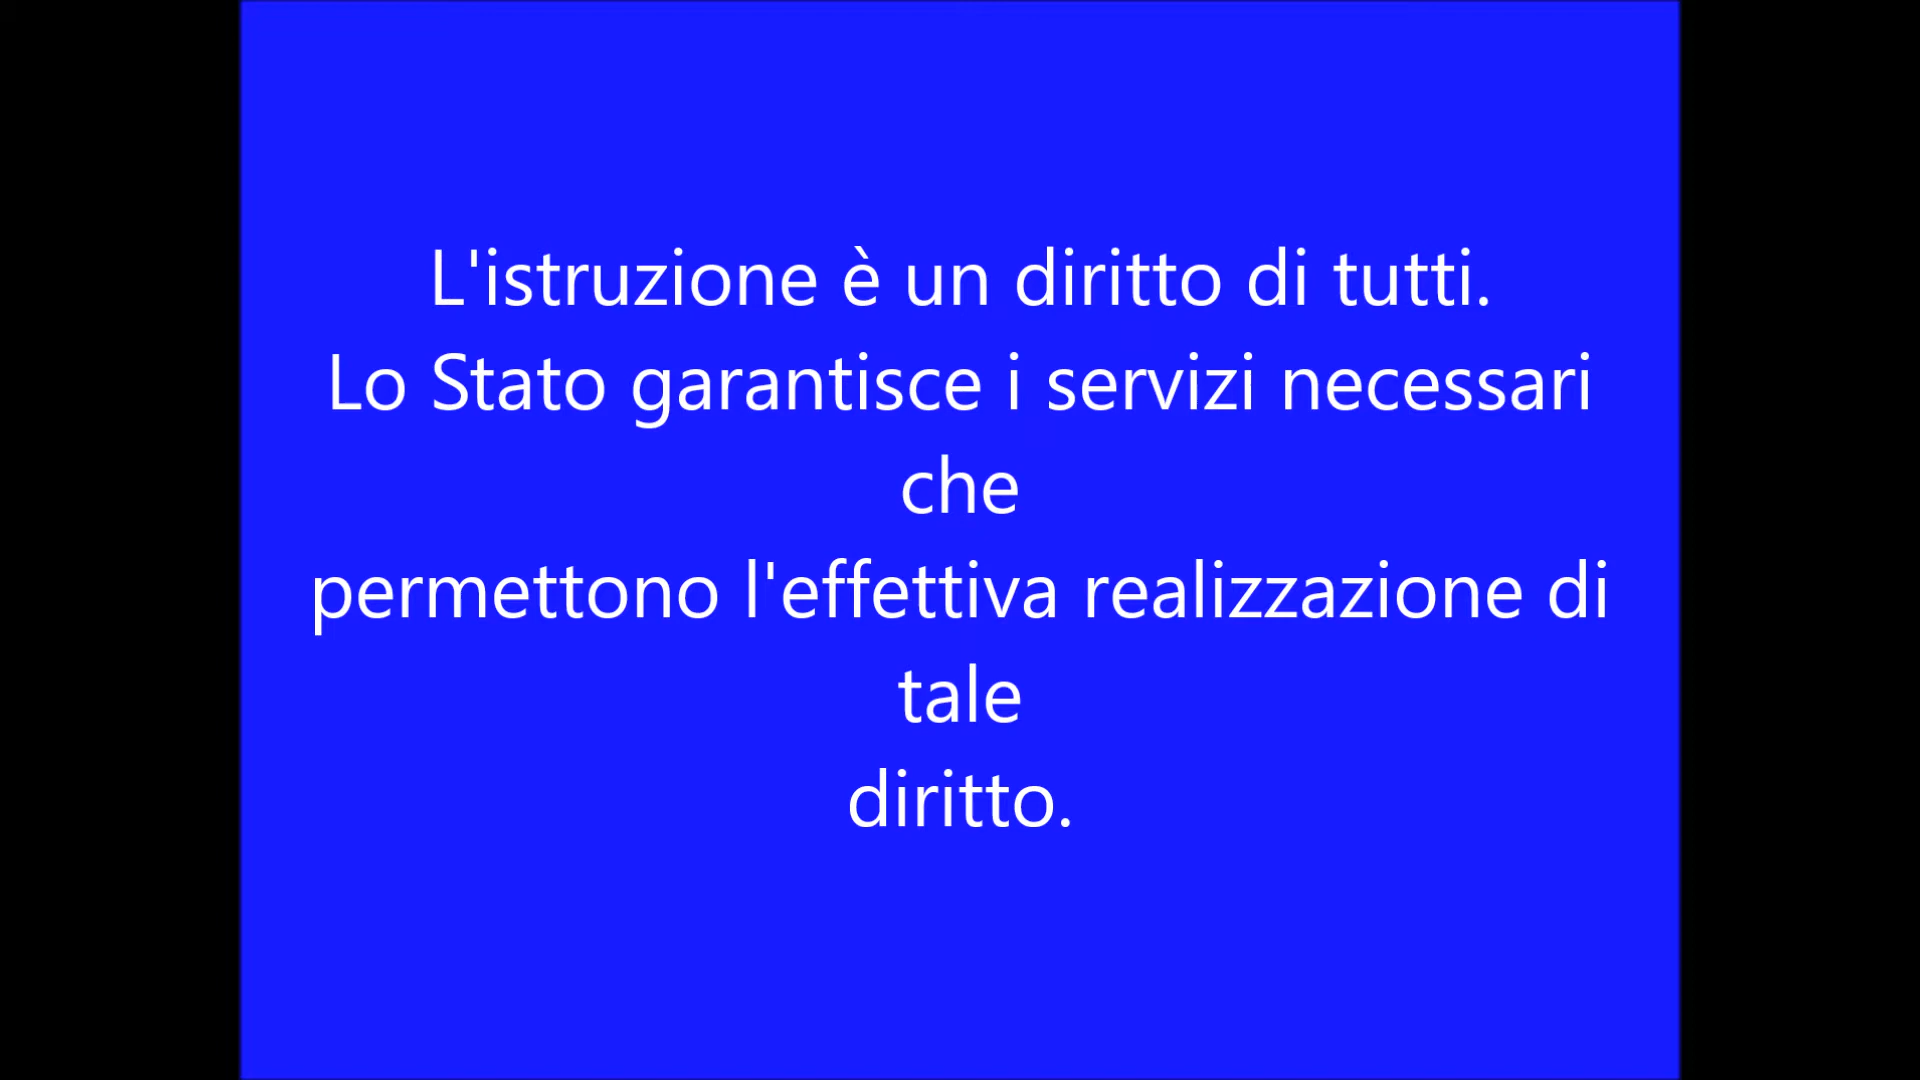 L'istruzione è un diritto di tutti.
Lo Stato garantisce i servizi necessari
che
permettono l'effettiva realizzazione di
tale
diritto.